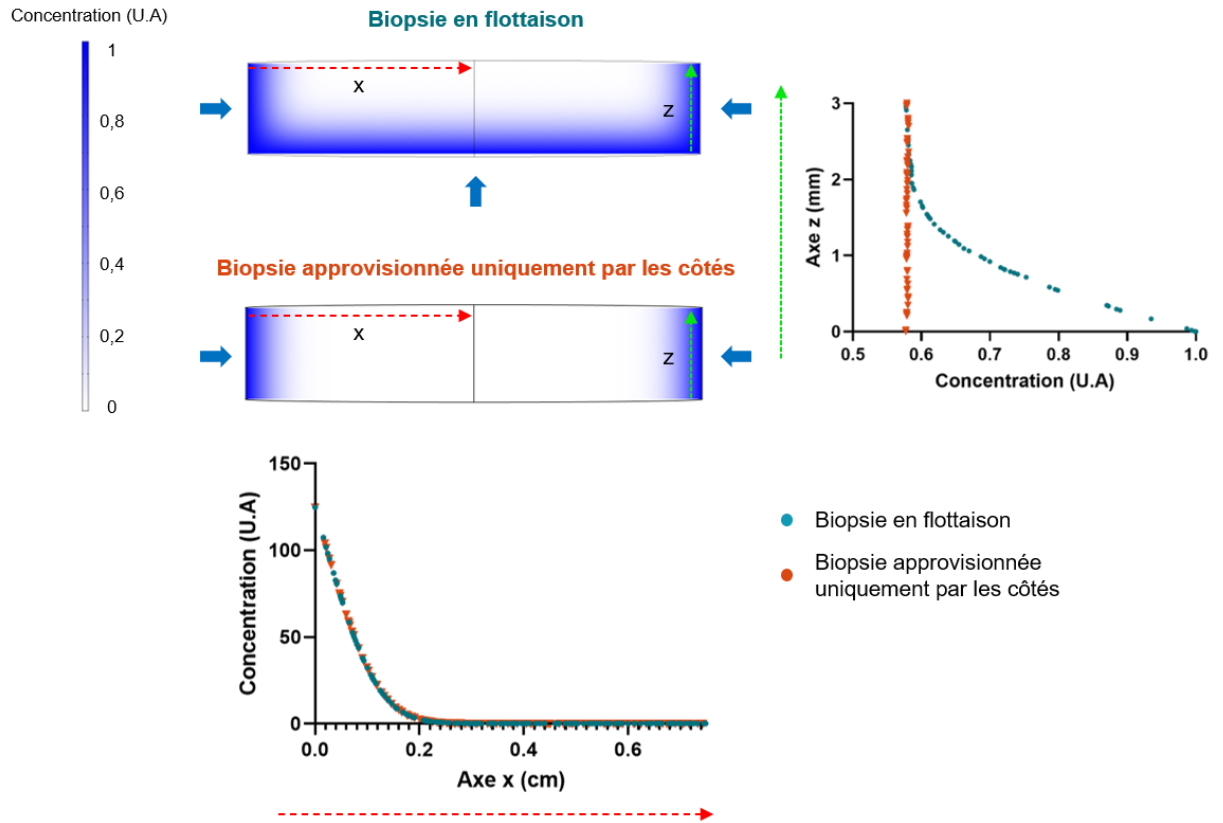 Concentration (U.A)
Biopsie en flottaison
1
0,8
0,6
0,4
0,2
0
x
z
Biopsie approvisionnée uniquement par les côtés
x
z
3
2
1
0
Axe z (mm)
0.5 0.6 0.7 0.8 0.9 1.0
Concentration (U.A)
150
100
50
0
Concentration (U.A)
0.0 0.2 0.4 0.6
Axe x (cm)
Biopsie en flottaison
Biopsie approvisionnée
uniquement par les côtés